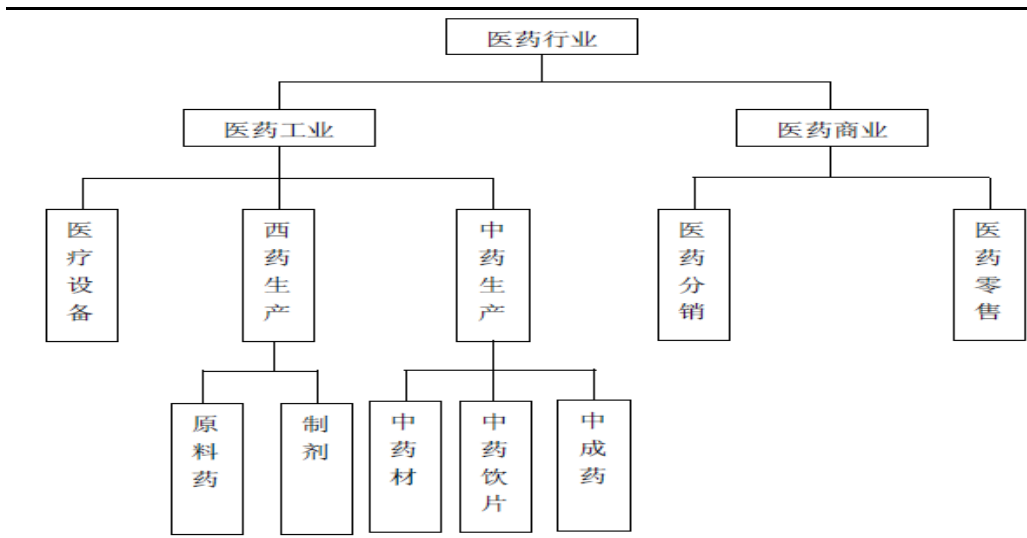 医药行业
医药工业
医药商业
医疗设备
西药生产
中药生产
医药分销
医药零售
原料药
制剂
中药材
中药饮片
中成药